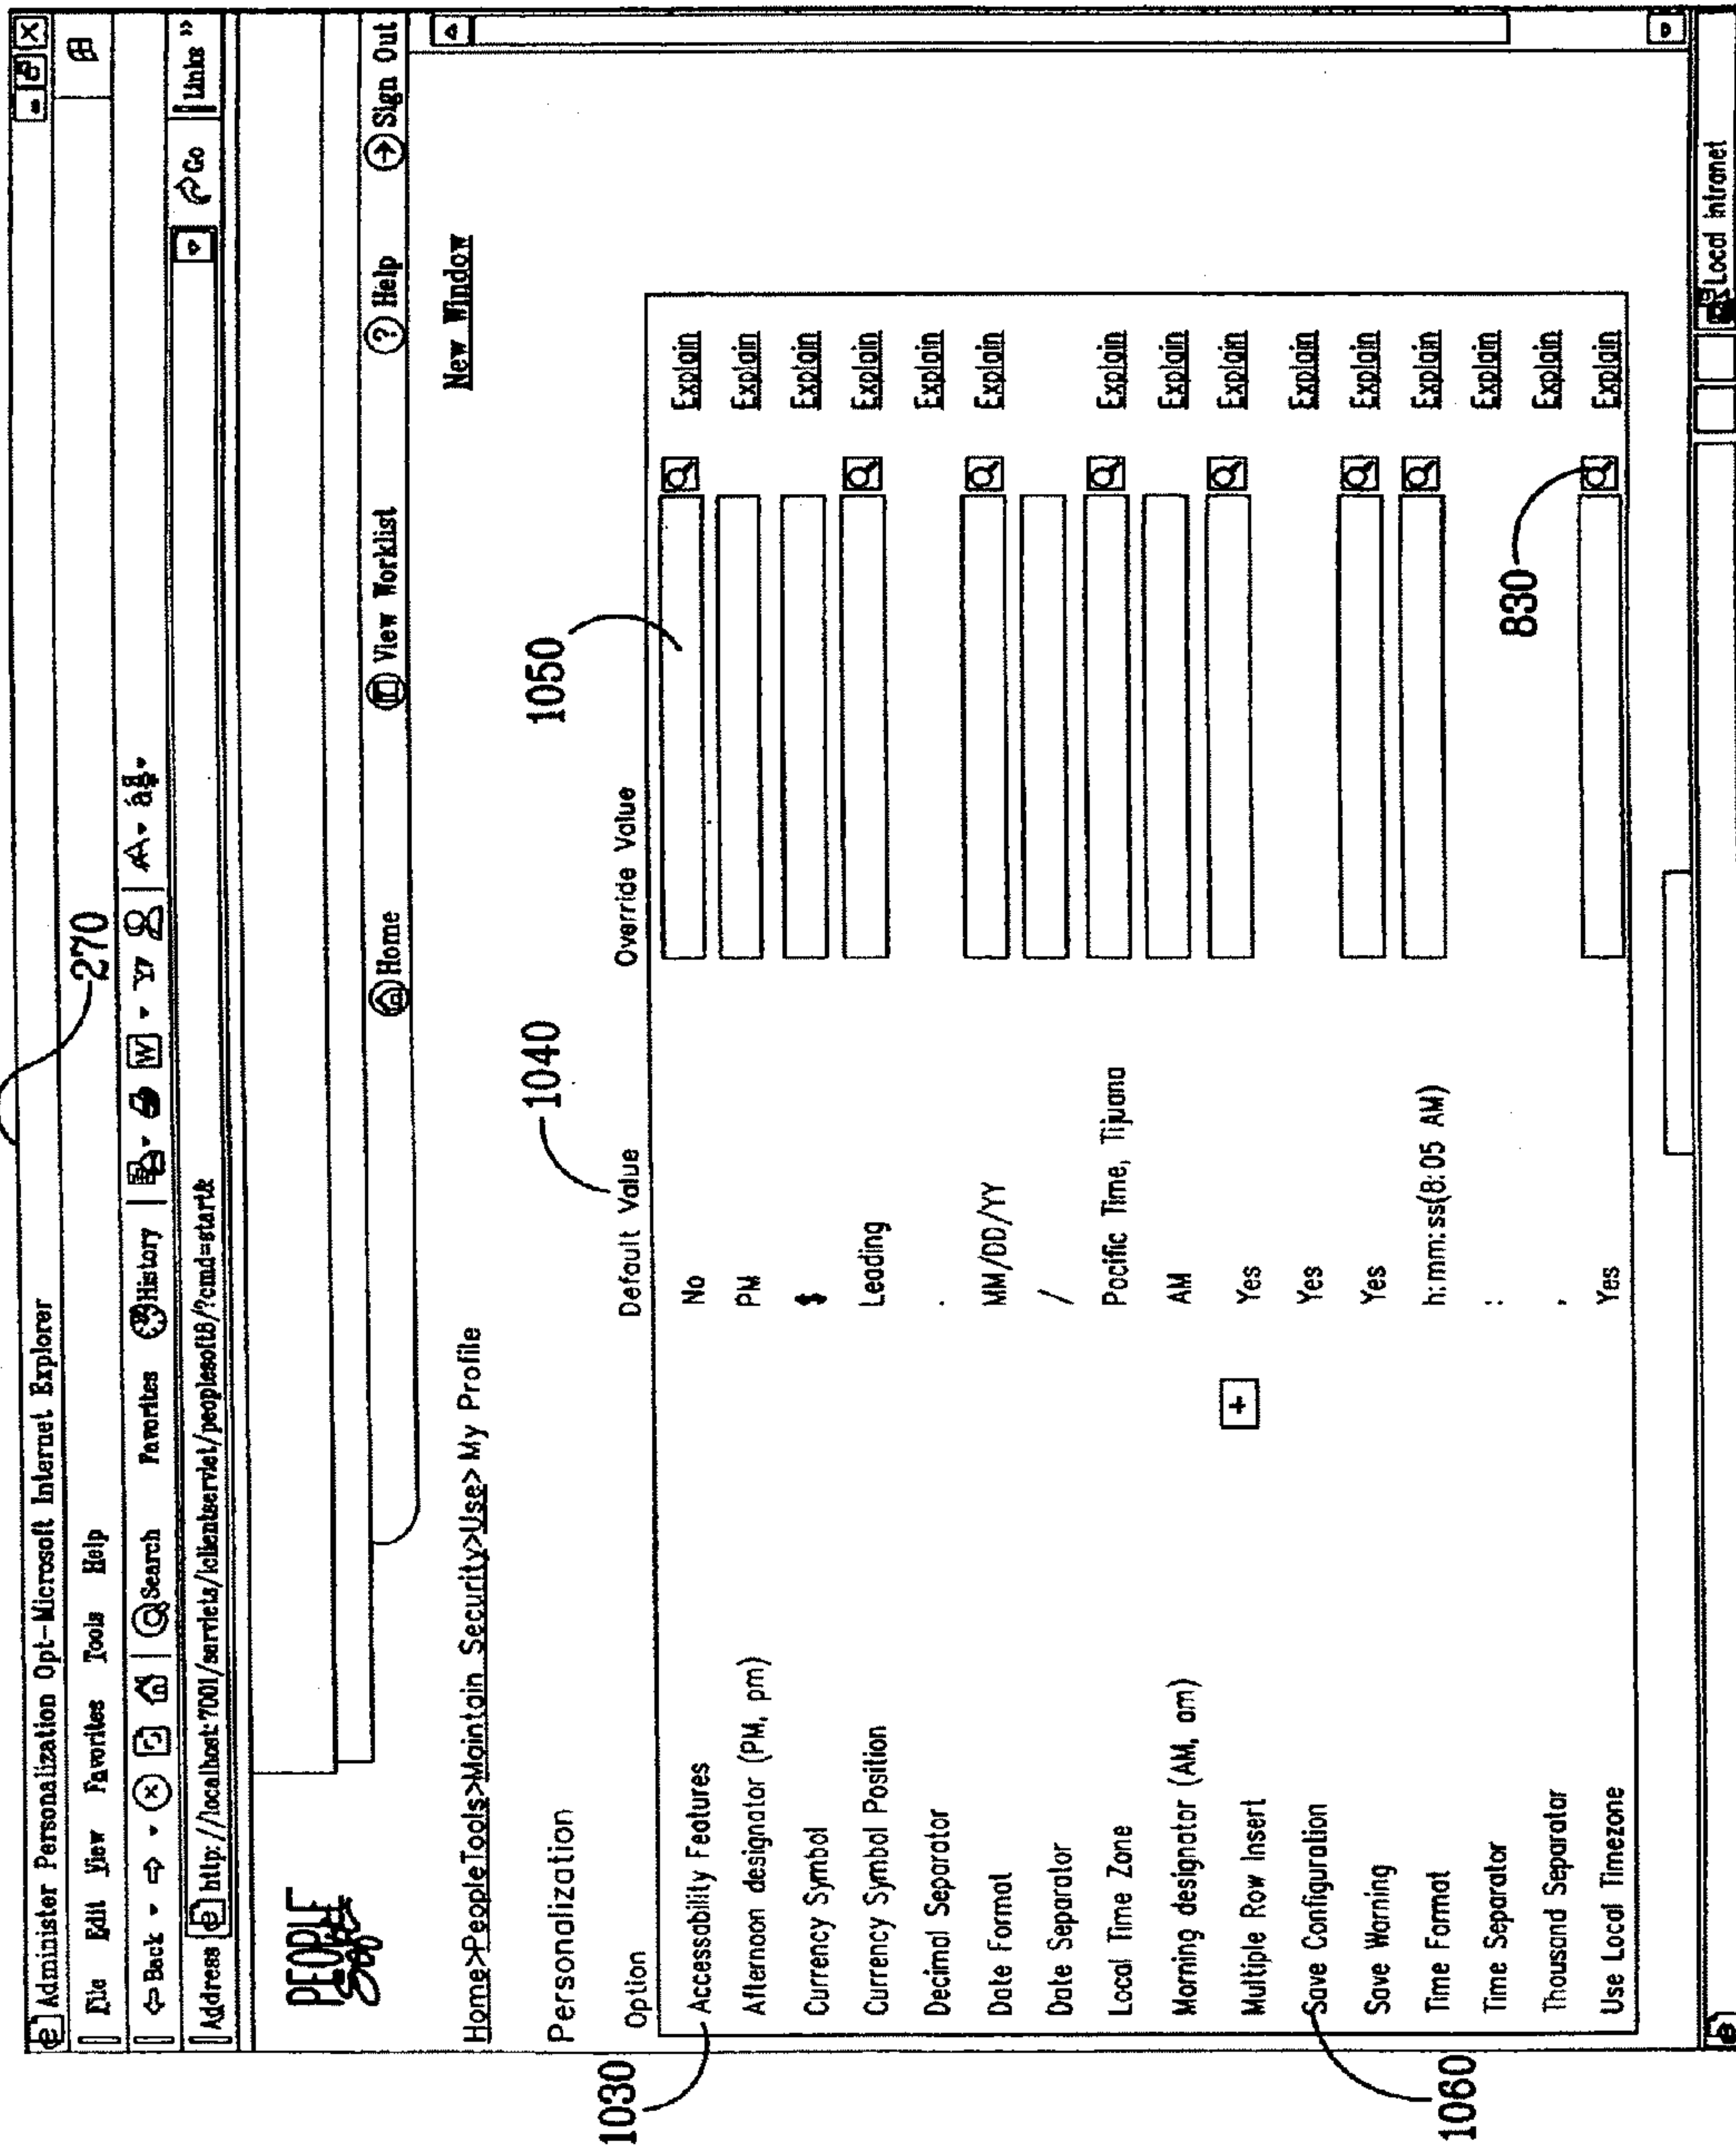 Administer Personalization Opt-Microsoft Internet Explorer
File Edit View Favorites Tools Help
270
Back Search Favorites History
Address http://localhost:7001/servlets/iclientservlet/peoplesoft8/?cmd=start& Go Links »
PEOPLE
Home View Worklist Help Sign Out
Home>PeopleTools>Maintain Security>Use> My Profile
New Window
Personalization
1030
1040
1050
Option Default Value Override Value
Accessability Features No Explain
Afternoon designator (PM, pm) PM Explain
Currency Symbol $ Explain
Currency Symbol Position Leading Explain
Decimal Separator . Explain
Date Format MM/DD/YY Explain
Date Separator /
Local Time Zone Pacific Time, Tijuana Explain
Morning designator (AM, am) AM Explain
Multiple Row Insert + Yes Explain
Save Configuration Yes Explain
Save Warning Yes Explain
Time Format h:mm:ss(8:05 AM) Explain
Time Separator : Explain
Thousand Separator , Explain
Use Local Timezone Yes Explain
1060
830
Local intranet